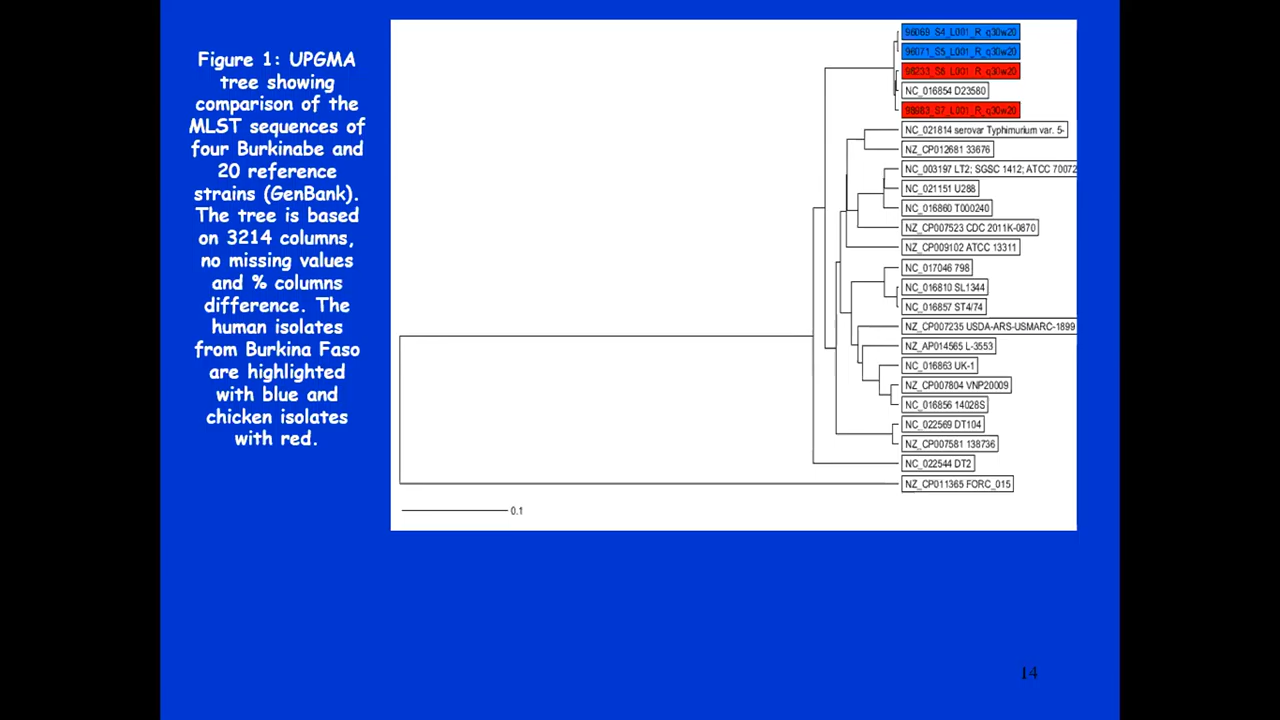 Figure 1: UPGMA
tree showing
comparison of the
MLST sequences of
four Burkinabe and
20 reference
strains (GenBank).
The tree is based
on 3214 columns,
no missing values
and % columns
difference. The
human isolates
from Burkina Faso
are highlighted
with blue and
chicken isolates
with red.
96069_S4_L001_R_q30w20
96071_S5_L001_R_q30w20
98233_S6_L001_R_q30w20
NC_016854 D23580
98983_S7_L001_R_q30w20
NC_021814 serovar Typhimurium var. 5-
NZ_CP012681 33676
NC_003197 LT2; SGSC 1412; ATCC 70072
NC_021151 U288
NC_016860 T000240
NZ_CP007523 CDC 2011K-0870
NZ_CP009102 ATCC 13311
NC_017046 798
NC_016810 SL1344
NC_016857 ST4/74
NZ_CP007235 USDA-ARS-USMARC-1899
NZ_AP014565 L-3553
NC_016863 UK-1
NZ_CP007804 VNP20009
NC_016856 14028S
NC_022569 DT104
NZ_CP007581 138736
NC_022544 DT2
NZ_CP011365 FORC_015
0.1
14